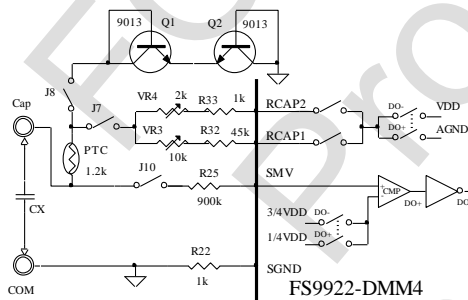 Q1 Q2
9013 9013
J8
Cap
J7
VR4 2k R33 1k RCAP2
VR3 10k R32 45k RCAP1
VDD
DO-
DO+
AGND
PTC
1.2k
J10 R25 900k SMV
CMP
DO+
DO-
3/4VDD DO-
1/4VDD DO+
CX
R22
1k
SGND
COM
FS9922-DMM4